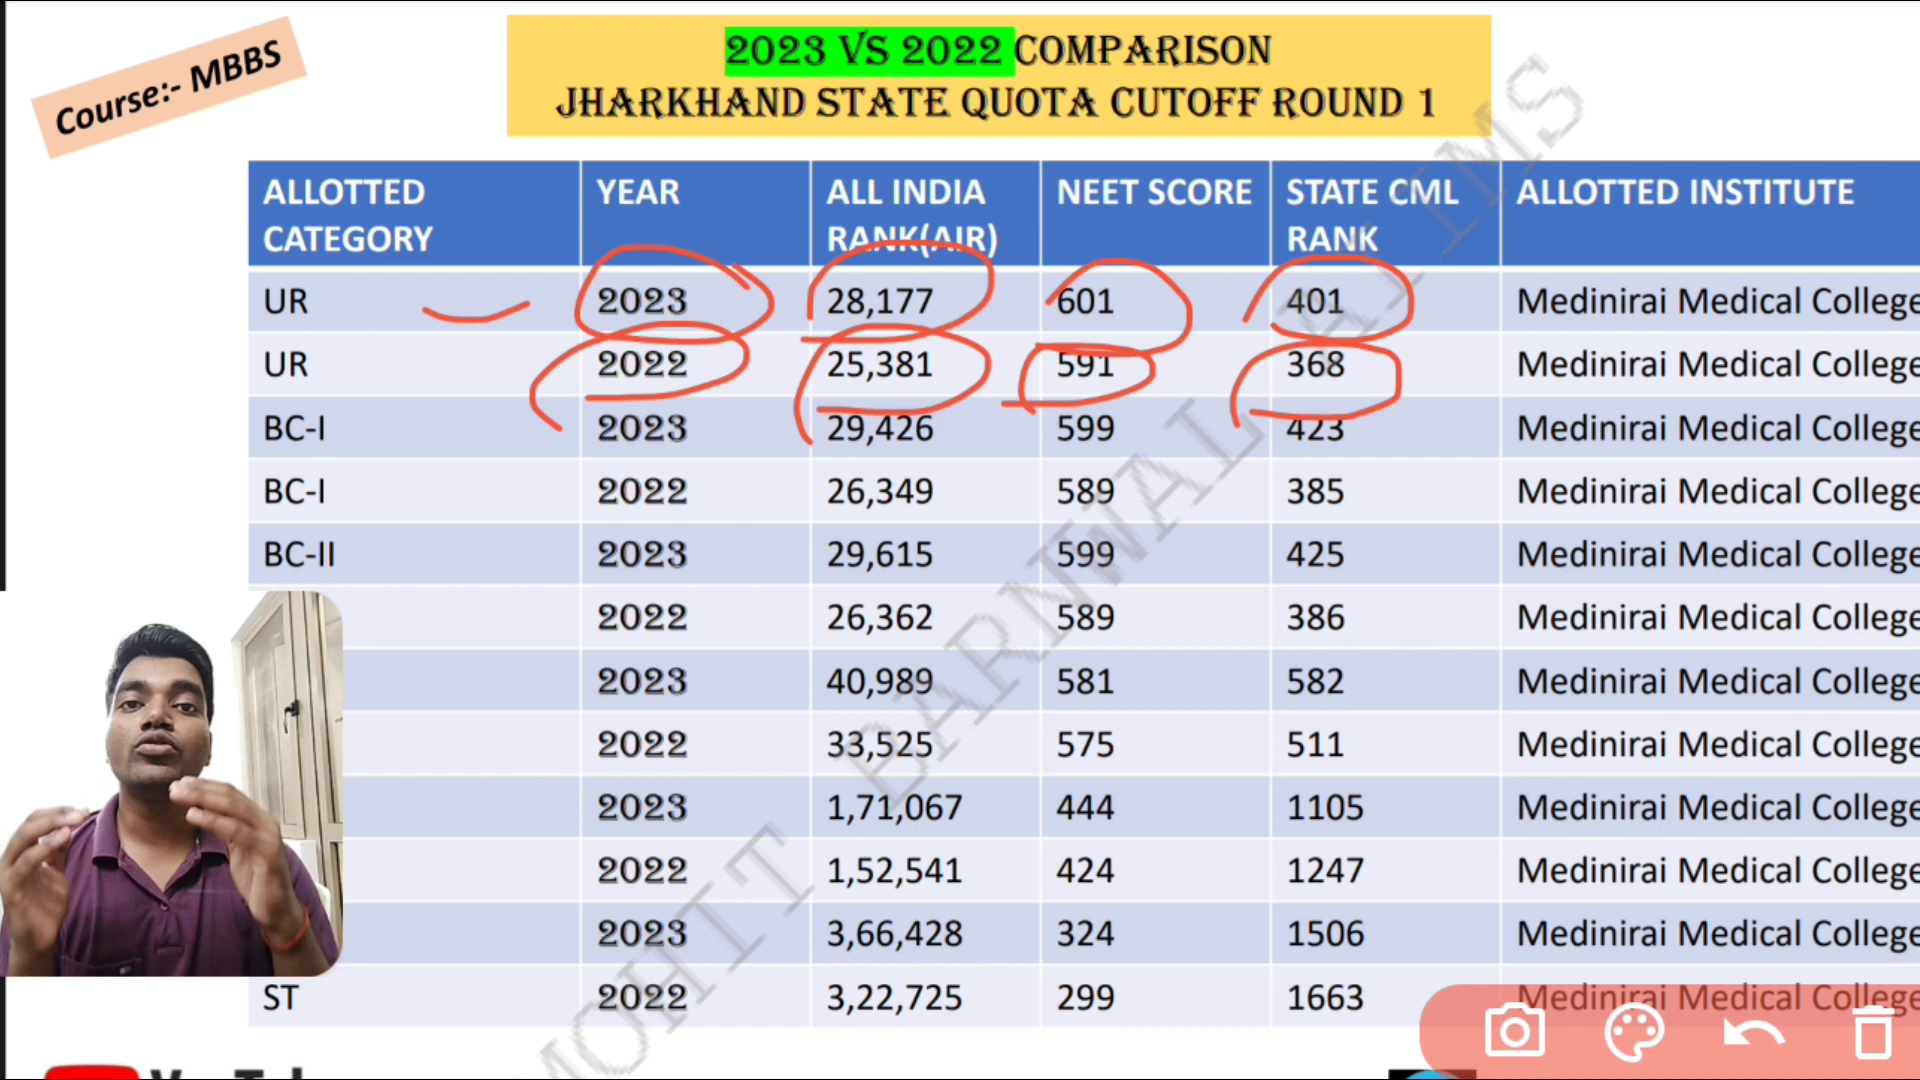 Course:- MBBS
2023 VS 2022 COMPARISON
JHARKHAND STATE QUOTA CUTOFF ROUND 1
ALLOTTED CATEGORY YEAR ALL INDIA RANK(AIR) NEET SCORE STATE CML RANK ALLOTTED INSTITUTE
UR 2023 28,177 601 401 Medinirai Medical College
UR 2022 25,381 591 368 Medinirai Medical College
BC-I 2023 29,426 599 423 Medinirai Medical College
BC-I 2022 26,349 589 385 Medinirai Medical College
BC-II 2023 29,615 599 425 Medinirai Medical College
2022 26,362 589 386 Medinirai Medical College
2023 40,989 581 582 Medinirai Medical College
2022 33,525 575 511 Medinirai Medical College
2023 1,71,067 444 1105 Medinirai Medical College
2022 1,52,541 424 1247 Medinirai Medical College
2023 3,66,428 324 1506 Medinirai Medical College
ST 2022 3,22,725 299 1663 Medinirai Medical College
MOHIT BARNWAL AIIMS